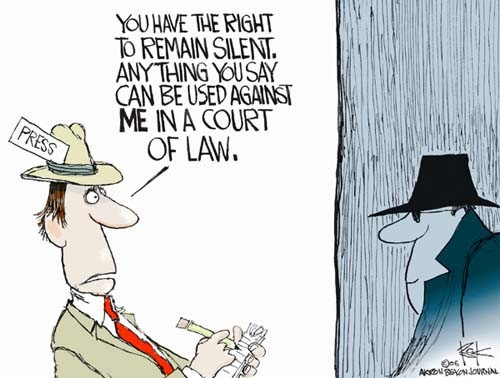 YOU HAVE THE RIGHT
TO REMAIN SILENT.
ANYTHING YOU SAY
CAN BE USED AGAINST
ME IN A COURT
OF LAW.
PRESS
©05
AKRON BEACON JOURNAL